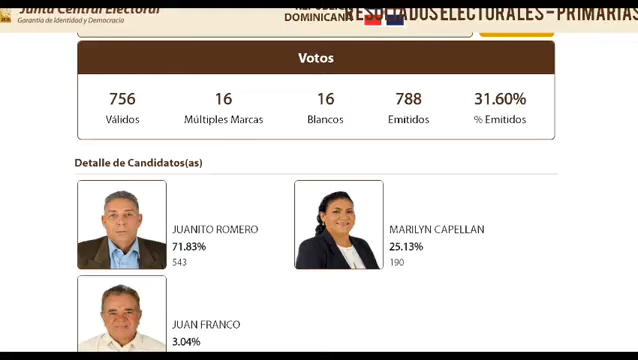 Junta Central Electoral
Garantía de Identidad y Democracia
REPÚBLICA
DOMINICANA
RESULTADOS ELECTORALES – PRIMARIAS
Votos
756
16
16
788
31.60%
Válidos
Múltiples Marcas
Blancos
Emitidos
% Emitidos
Detalle de Candidatos(as)
JUANITO ROMERO
71.83%
543
MARILYN CAPELLAN
25.13%
190
JUAN FRANCO
3.04%